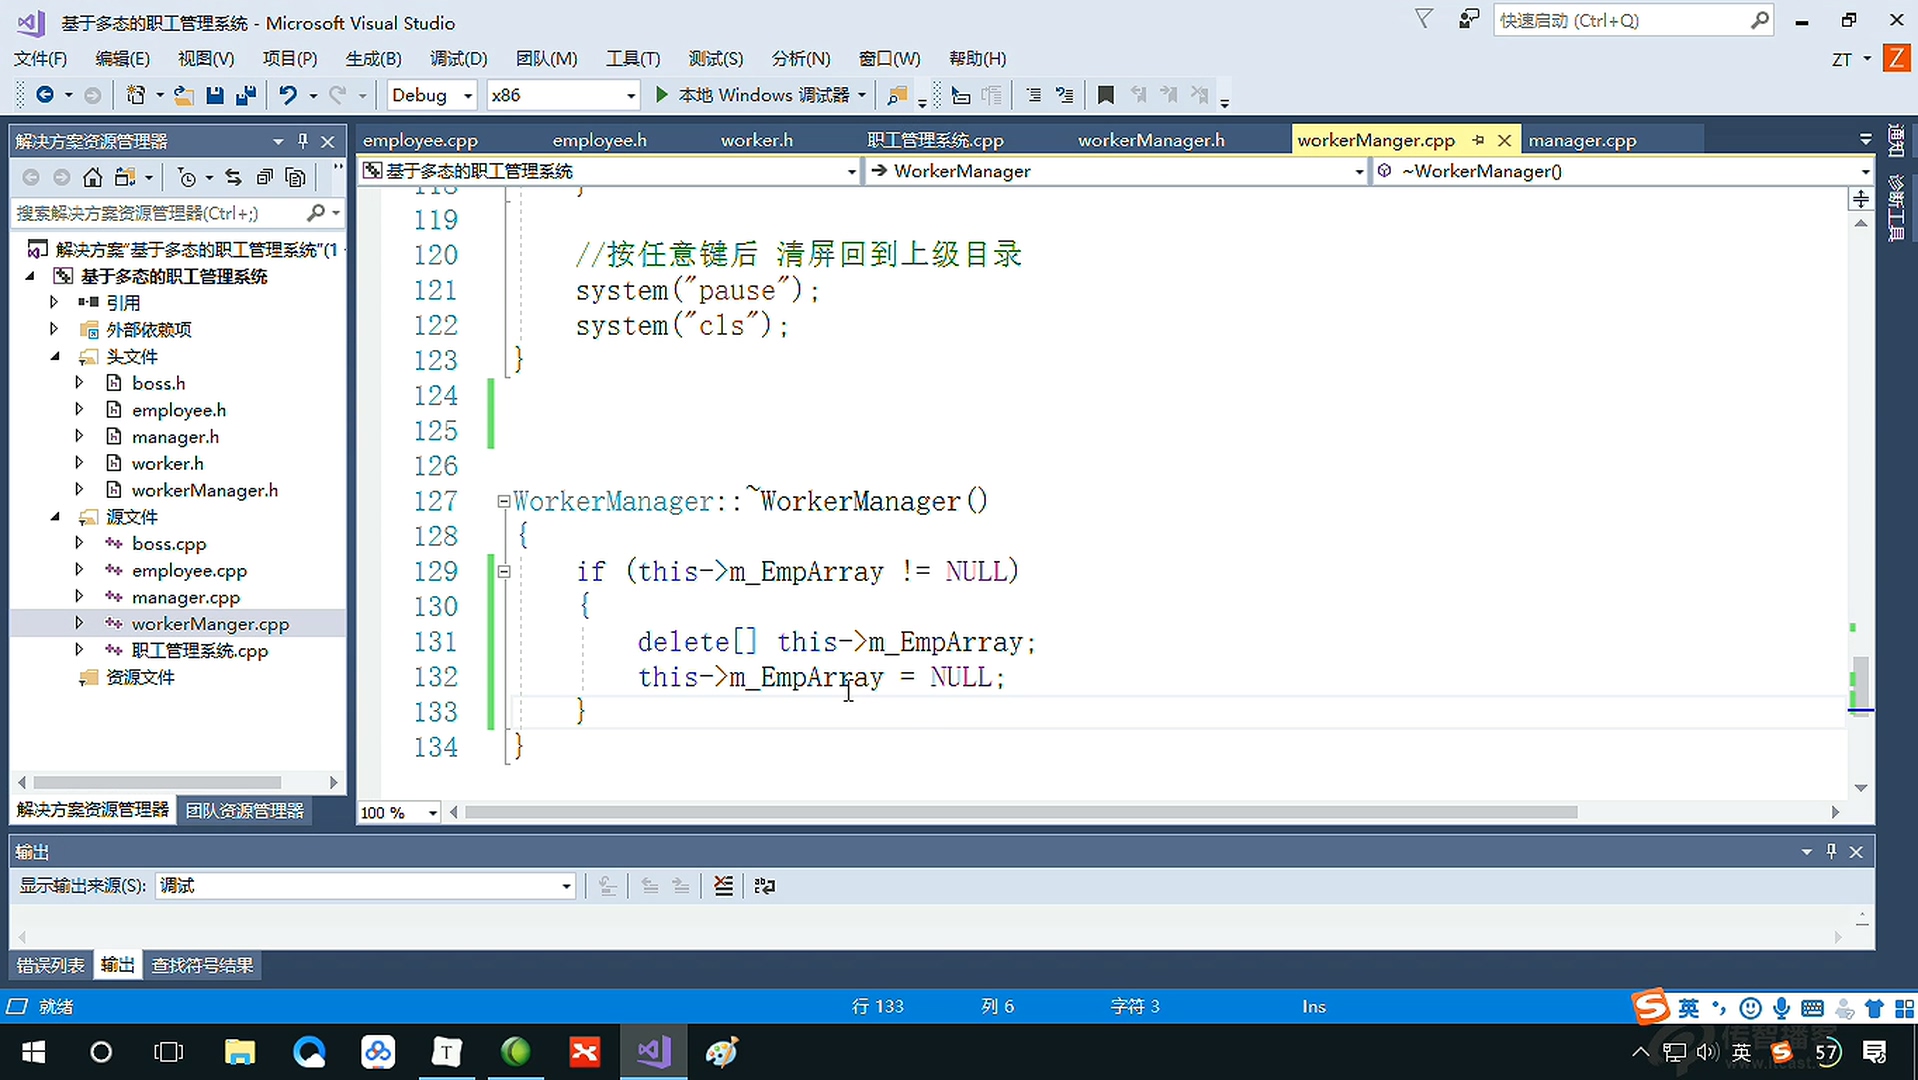 基于多态的职工管理系统 - Microsoft Visual Studio
快速启动 (Ctrl+Q)
文件(F) 编辑(E) 视图(V) 项目(P) 生成(B) 调试(D) 团队(M) 工具(T) 测试(S) 分析(N) 窗口(W) 帮助(H)
ZT
Z
Debug x86 本地 Windows 调试器
解决方案资源管理器
employee.cpp employee.h worker.h 职工管理系统.cpp workerManager.h workerManger.cpp manager.cpp
通知
诊断工具
基于多态的职工管理系统 WorkerManager ~WorkerManager()
搜索解决方案资源管理器(Ctrl+;)
解决方案"基于多态的职工管理系统"(1
基于多态的职工管理系统
引用
外部依赖项
头文件
boss.h
employee.h
manager.h
worker.h
workerManager.h
源文件
boss.cpp
employee.cpp
manager.cpp
workerManger.cpp
职工管理系统.cpp
资源文件
解决方案资源管理器 团队资源管理器
118 }
119
120 //按任意键后 清屏回到上级目录
121 system("pause");
122 system("cls");
123 }
124
125
126
127 WorkerManager::~WorkerManager()
128 {
129 if (this->m_EmpArray != NULL)
130 {
131 delete[] this->m_EmpArray;
132 this->m_EmpArray = NULL;
133 }
134 }
100 %
输出
显示输出来源(S): 调试
错误列表 输出 查找符号结果
就绪 行 133 列 6 字符 3 Ins
英
T
英 57
传智播客